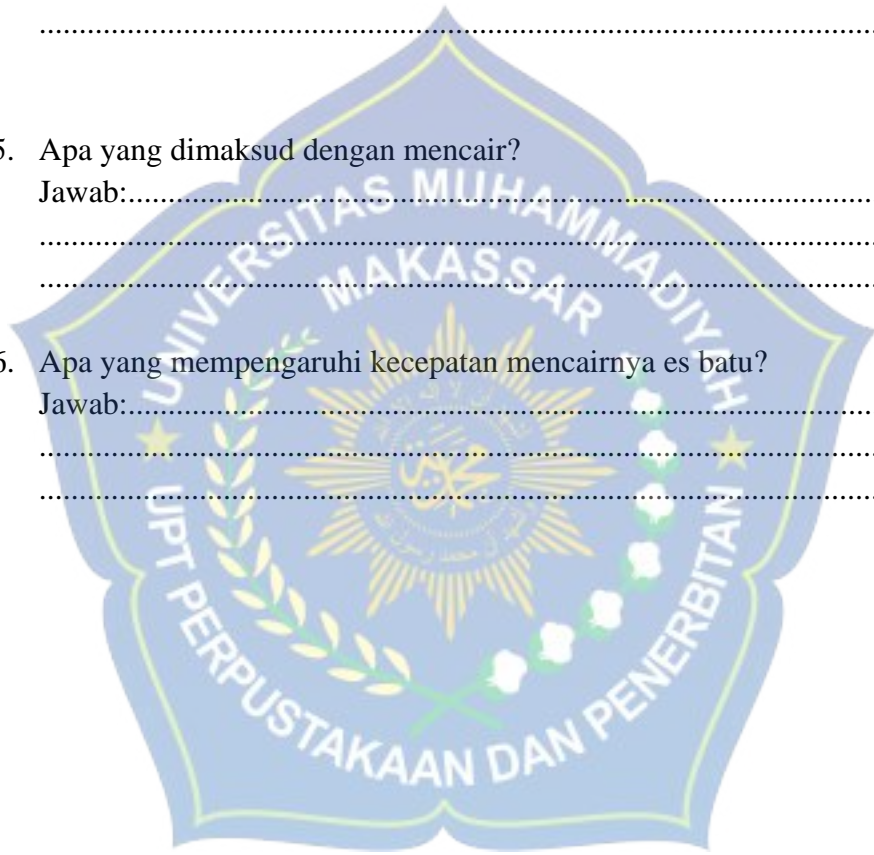 ..........................................................................................
5. Apa yang dimaksud dengan mencair?
Jawab:................................................................................
..........................................................................................
..........................................................................................
6. Apa yang mempengaruhi kecepatan mencairnya es batu?
Jawab:................................................................................
..........................................................................................
..........................................................................................
UNIVERSITAS MUHAMMADIYAH
MAKASSAR
UPT PERPUSTAKAAN DAN PENERBITAN